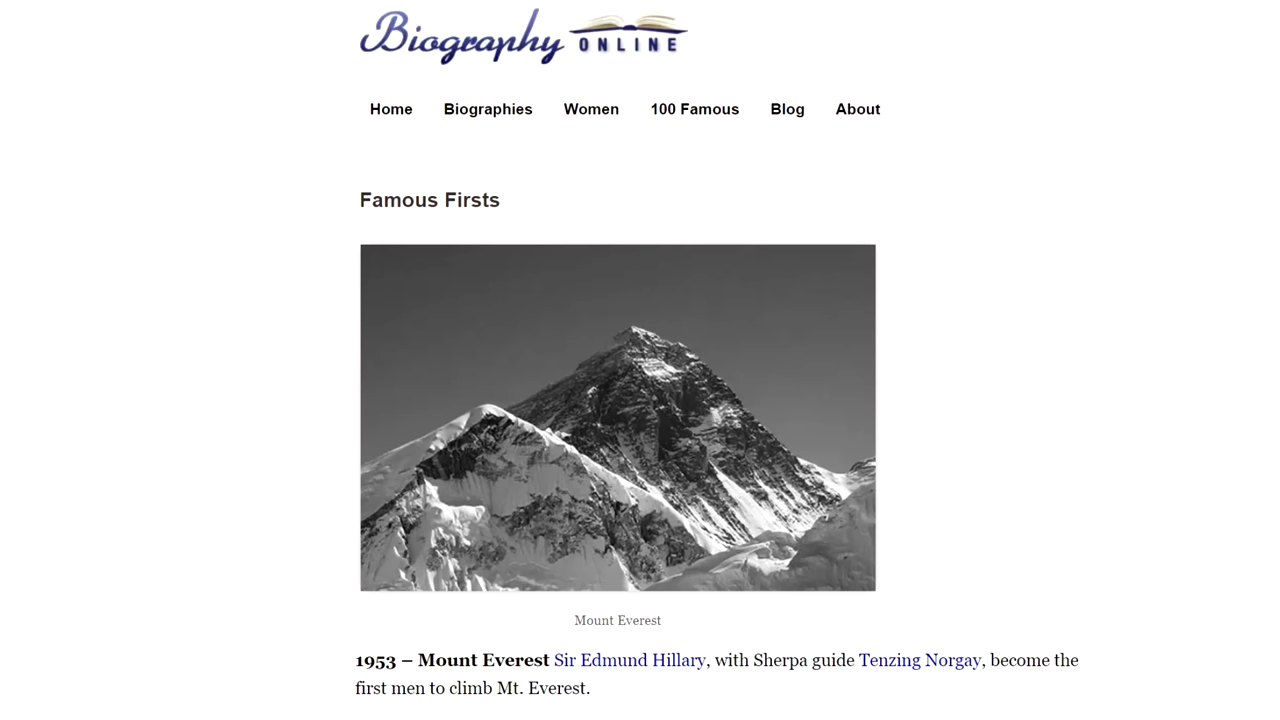 Biography ONLINE
Home Biographies Women 100 Famous Blog About
Famous Firsts
Mount Everest
1953 – Mount Everest Sir Edmund Hillary, with Sherpa guide Tenzing Norgay, become the
first men to climb Mt. Everest.